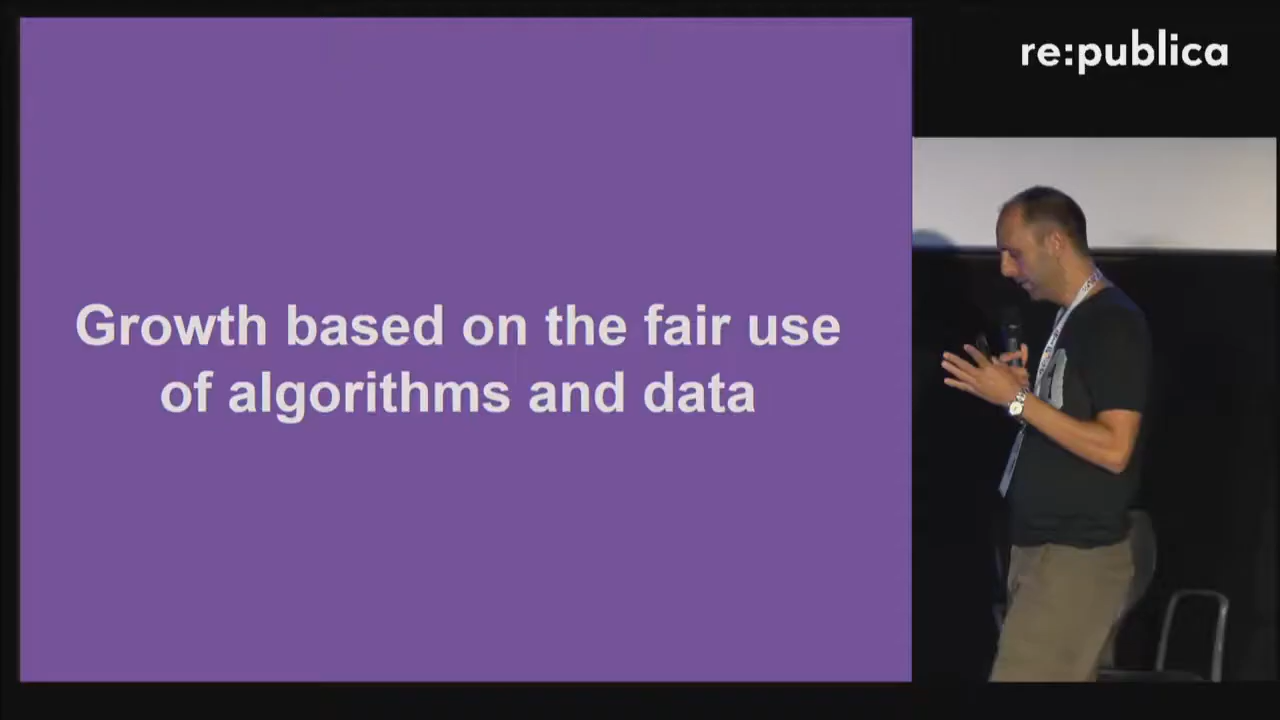 re:publica
Growth based on the fair use
of algorithms and data